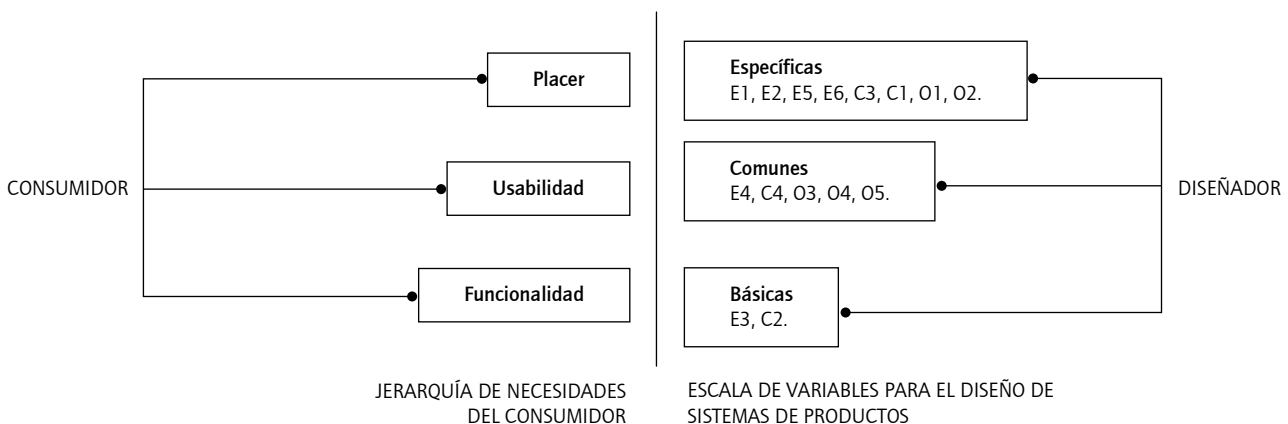 CONSUMIDOR
Placer
Usabilidad
Funcionalidad
JERARQUÍA DE NECESIDADES
DEL CONSUMIDOR
Específicas
E1, E2, E5, E6, C3, C1, O1, O2.
Comunes
E4, C4, O3, O4, O5.
Básicas
E3, C2.
ESCALA DE VARIABLES PARA EL DISEÑO DE
SISTEMAS DE PRODUCTOS
DISEÑADOR